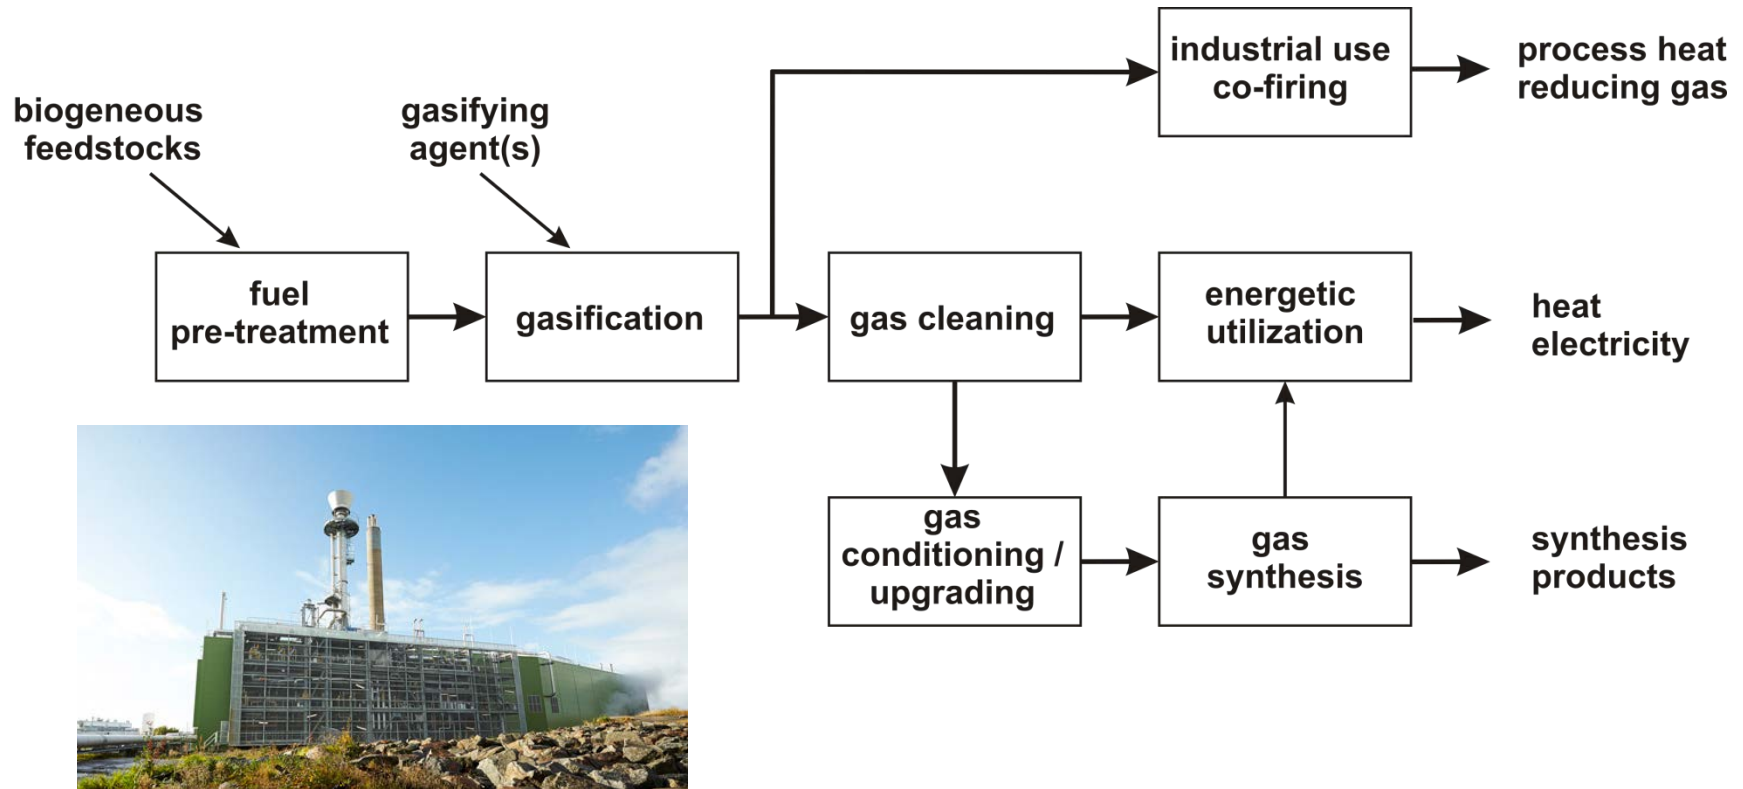 industrial use
co-firing
process heat
reducing gas
biogeneous
feedstocks
gasifying
agent(s)
fuel
pre-treatment
gasification
gas cleaning
energetic
utilization
heat
electricity
gas
conditioning /
upgrading
gas
synthesis
synthesis
products